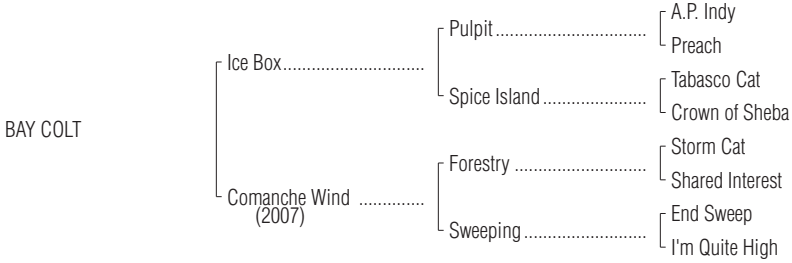 A.P. Indy
Pulpit..............................
Preach
Ice Box............................
Tabasco Cat
Spice Island.....................
Crown of Sheba
BAY COLT
Storm Cat
Forestry ..........................
Shared Interest
Comanche Wind .............
(2007)
End Sweep
Sweeping........................
I'm Quite High